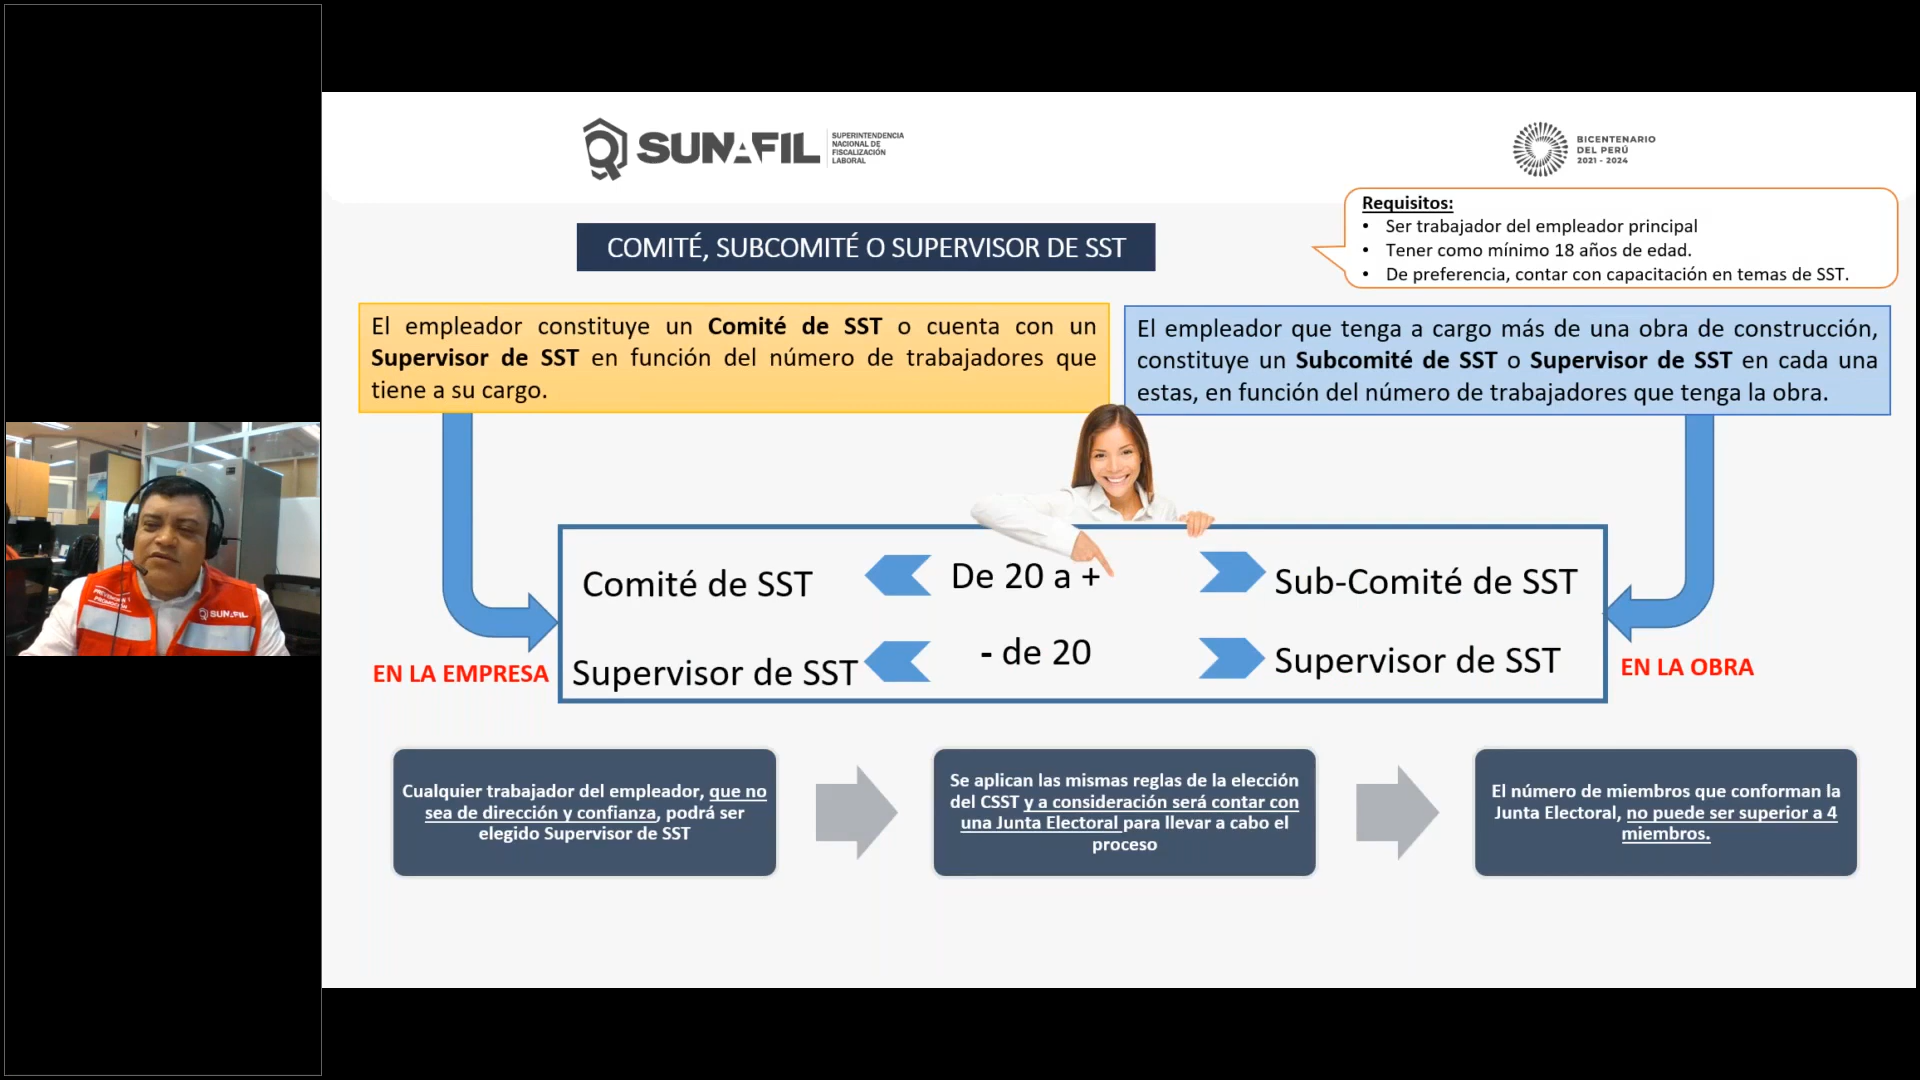 SUNAFIL
SUPERINTENDENCIA
NACIONAL DE
FISCALIZACIÓN
LABORAL
BICENTENARIO
DEL PERÚ
2021 - 2024
Requisitos:
• Ser trabajador del empleador principal
• Tener como mínimo 18 años de edad.
• De preferencia, contar con capacitación en temas de SST.
COMITÉ, SUBCOMITÉ O SUPERVISOR DE SST
El empleador constituye un Comité de SST o cuenta con un
Supervisor de SST en función del número de trabajadores que
tiene a su cargo.
El empleador que tenga a cargo más de una obra de construcción,
constituye un Subcomité de SST o Supervisor de SST en cada una
estas, en función del número de trabajadores que tenga la obra.
Comité de SST
De 20 a +
Sub-Comité de SST
Supervisor de SST
- de 20
Supervisor de SST
EN LA EMPRESA
EN LA OBRA
Cualquier trabajador del empleador, que no
sea de dirección y confianza, podrá ser
elegido Supervisor de SST
Se aplican las mismas reglas de la elección
del CSST y a consideración será contar con
una Junta Electoral para llevar a cabo el
proceso
El número de miembros que conforman la
Junta Electoral, no puede ser superior a 4
miembros.
PREVENCIÓN Y
PROMOCIÓN
SUNAFIL